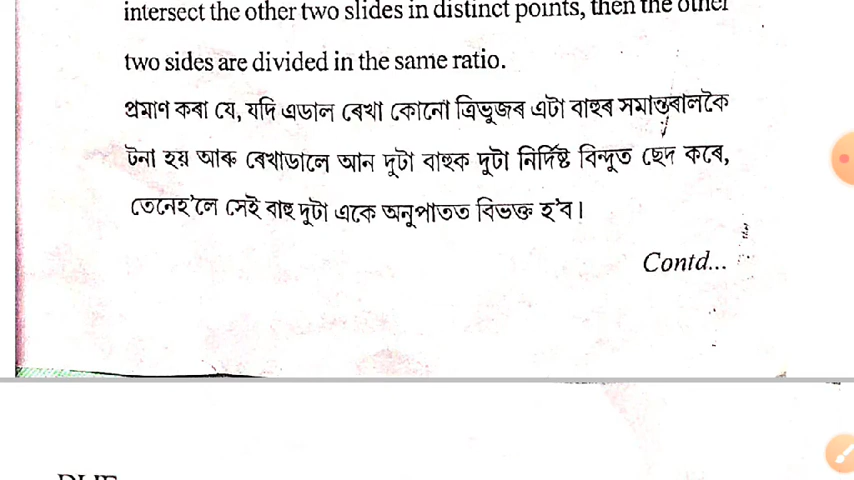 intersect the other two slides in distinct points, then the other
two sides are divided in the same ratio.
প্ৰমাণ কৰা যে, যদি এডাল ৰেখা কোনো ত্ৰিভুজৰ এটা বাহুৰ সমান্তৰালকৈ
টনা হয় আৰু ৰেখাডালে আন দুটা বাহুক দুটা নিৰ্দিষ্ট বিন্দুত ছেদ কৰে,
তেনেহ'লে সেই বাহু দুটা একে অনুপাতত বিভক্ত হ'ব।
Contd...